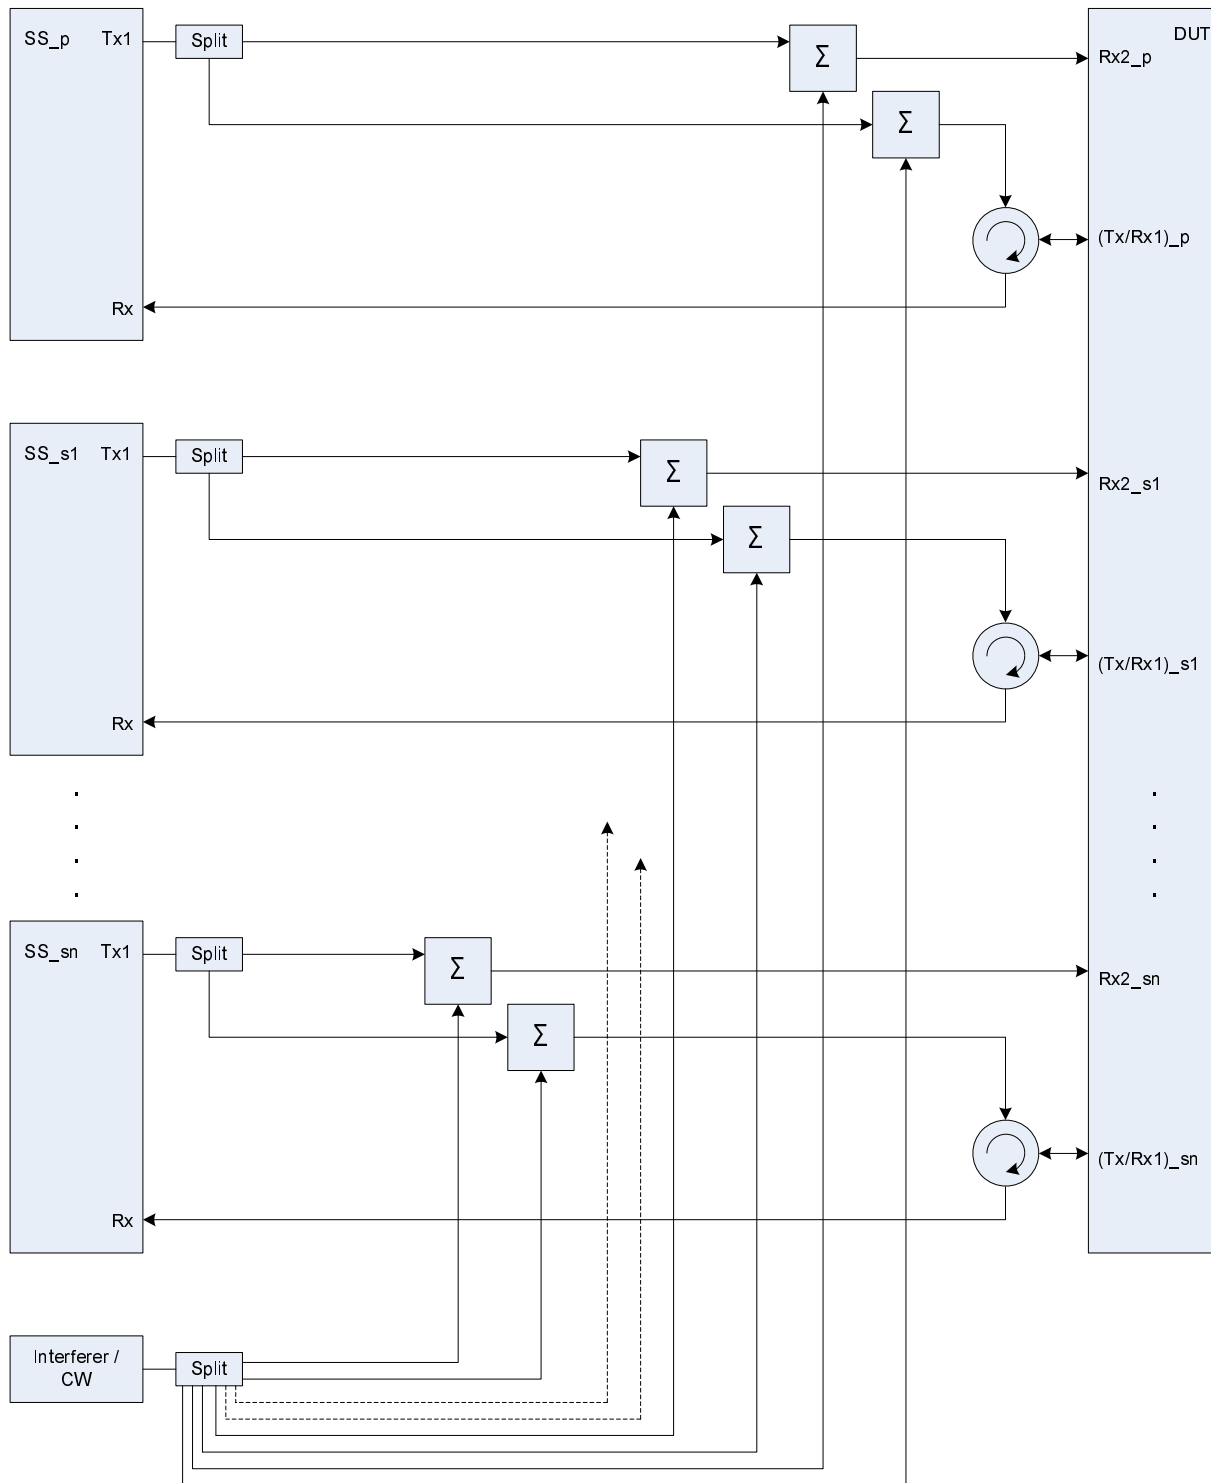 SS_p Tx1 Split Σ DUT
Rx2_p
Σ
(Tx/Rx1)_p
Rx
SS_s1 Tx1 Split Σ
Rx2_s1
Σ
(Tx/Rx1)_s1
Rx
.
.
.
.
.
.
.
.
SS_sn Tx1 Split Σ
Rx2_sn
Σ
(Tx/Rx1)_sn
Rx
Interferer /
CW
Split